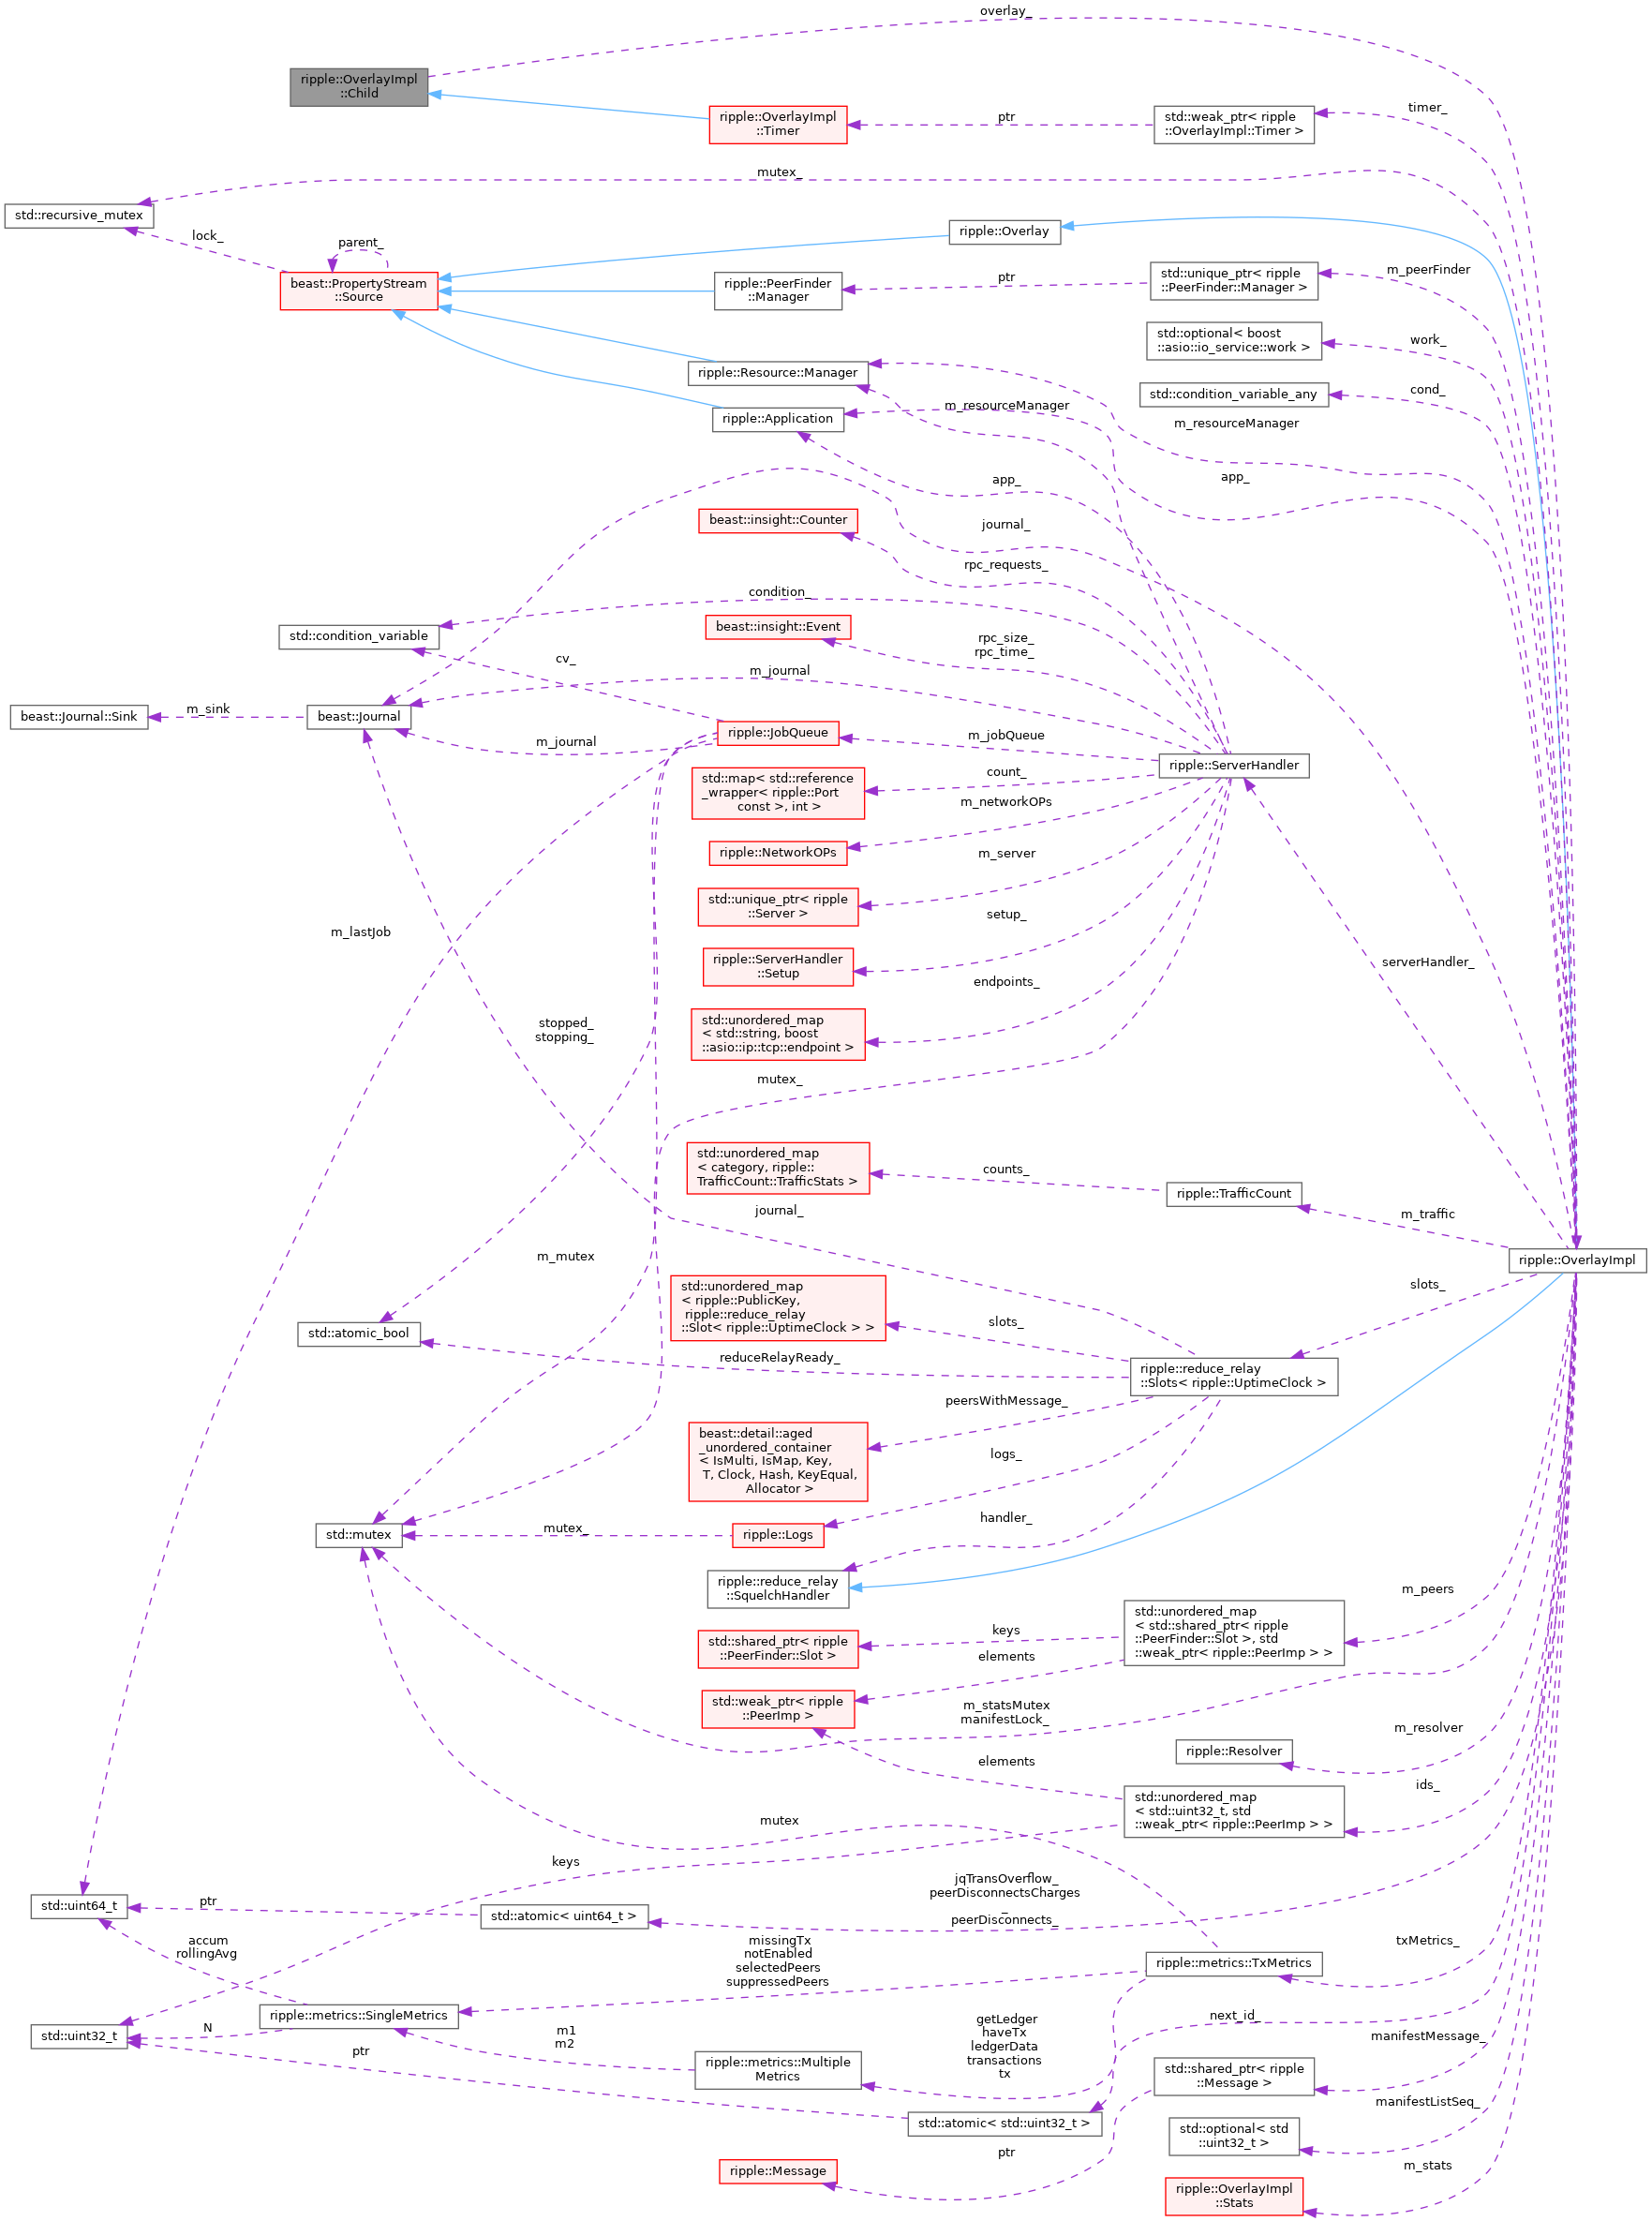 overlay_
ripple::OverlayImpl
::Child
timer_
ripple::OverlayImpl
::Timer
ptr
std::weak_ptr< ripple
::OverlayImpl::Timer >
mutex_
std::recursive_mutex
lock_
parent_
ripple::Overlay
beast::PropertyStream
::Source
ripple::PeerFinder
::Manager
ptr
std::unique_ptr< ripple
::PeerFinder::Manager >
m_peerFinder
std::optional< boost
::asio::io_service::work >
work_
ripple::Resource::Manager
std::condition_variable_any
cond_
m_resourceManager
ripple::Application
m_resourceManager
app_
app_
beast::insight::Counter
journal_
rpc_requests_
condition_
std::condition_variable
beast::insight::Event
rpc_size_
rpc_time_
cv_
m_journal
beast::Journal::Sink
m_sink
beast::Journal
m_journal
ripple::JobQueue
m_jobQueue
ripple::ServerHandler
std::map< std::reference
_wrapper< ripple::Port
const >, int >
count_
m_networkOPs
ripple::NetworkOPs
m_server
std::unique_ptr< ripple
::Server >
setup_
m_lastJob
ripple::ServerHandler
::Setup
serverHandler_
endpoints_
stopped_
stopping_
std::unordered_map
< std::string, boost
::asio::ip::tcp::endpoint >
mutex_
std::unordered_map
< category, ripple::
TrafficCount::TrafficStats >
counts_
ripple::TrafficCount
m_traffic
journal_
m_mutex
ripple::OverlayImpl
slots_
std::unordered_map
< ripple::PublicKey,
ripple::reduce_relay
::Slot< ripple::UptimeClock > >
slots_
std::atomic_bool
reduceRelayReady_
ripple::reduce_relay
::Slots< ripple::UptimeClock >
peersWithMessage_
beast::detail::aged
_unordered_container
< IsMulti, IsMap, Key,
T, Clock, Hash, KeyEqual,
Allocator >
logs_
std::mutex
mutex_
ripple::Logs
handler_
ripple::reduce_relay
::SquelchHandler
m_peers
std::unordered_map
< std::shared_ptr< ripple
::PeerFinder::Slot >, std
::weak_ptr< ripple::PeerImp > >
keys
std::shared_ptr< ripple
::PeerFinder::Slot >
elements
std::weak_ptr< ripple
::PeerImp >
m_statsMutex
manifestLock_
m_resolver
ripple::Resolver
elements
ids_
std::unordered_map
< std::uint32_t, std
::weak_ptr< ripple::PeerImp > >
mutex
keys
std::uint64_t
ptr
std::atomic< uint64_t >
jqTransOverflow_
peerDisconnectsCharges
_
peerDisconnects_
accum
rollingAvg
missingTx
notEnabled
selectedPeers
suppressedPeers
txMetrics_
ripple::metrics::TxMetrics
ripple::metrics::SingleMetrics
std::uint32_t
N
next_id_
m1
m2
getLedger
haveTx
ledgerData
transactions
tx
manifestMessage_
ptr
ripple::metrics::Multiple
Metrics
std::shared_ptr< ripple
::Message >
std::atomic< std::uint32_t >
manifestListSeq_
std::optional< std
::uint32_t >
ptr
ripple::Message
m_stats
ripple::OverlayImpl
::Stats